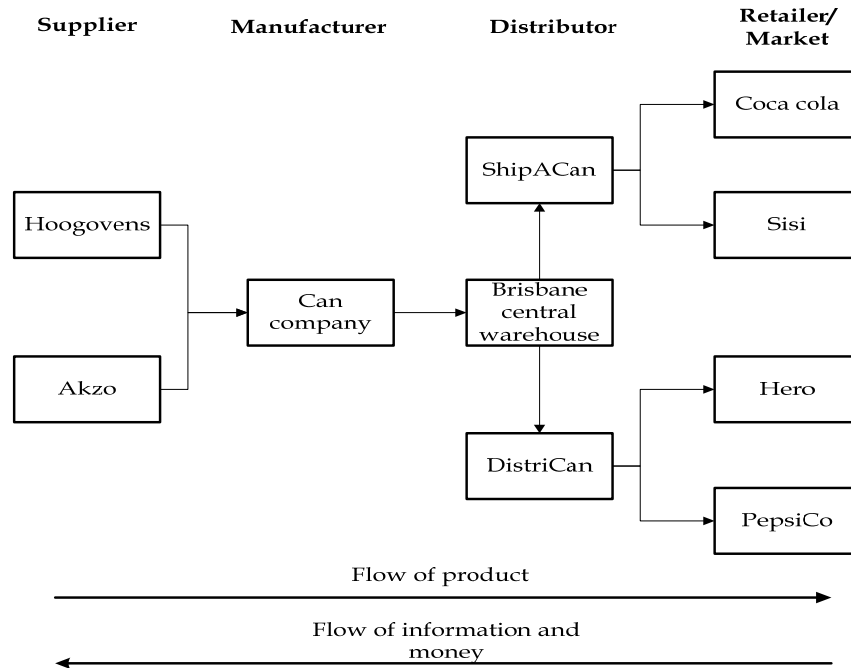 Supplier
Manufacturer
Distributor
Retailer/
Market
Coca cola
ShipACan
Hoogovens
Sisi
Can
company
Brisbane
central
warehouse
Akzo
Hero
DistriCan
PepsiCo
Flow of product
Flow of information and
money